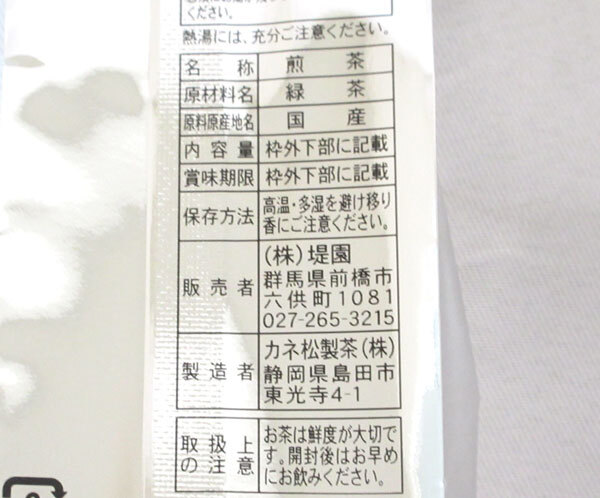 ください。
熱湯には、充分ご注意ください。
名称 煎茶
原材料名 緑茶
原料原産地名 国産
内容量 枠外下部に記載
賞味期限 枠外下部に記載
保存方法 高温・多湿を避け移り
香にご注意ください。
販売者 (株)堤園
群馬県前橋市
六供町1081
027-265-3215
製造者 カネ松製茶(株)
静岡県島田市
東光寺4-1
取扱上
の注意
お茶は鮮度が大切で
す。開封後はお早め
にお飲みください。